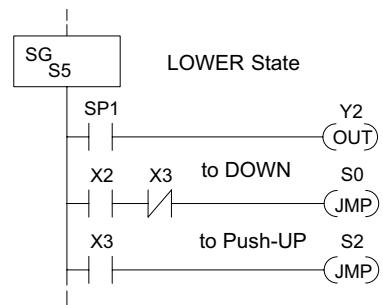 SG
S5
LOWER State
SP1
Y2
OUT
X2
X3
to DOWN
S0
JMP
X3
to Push-UP
S2
JMP